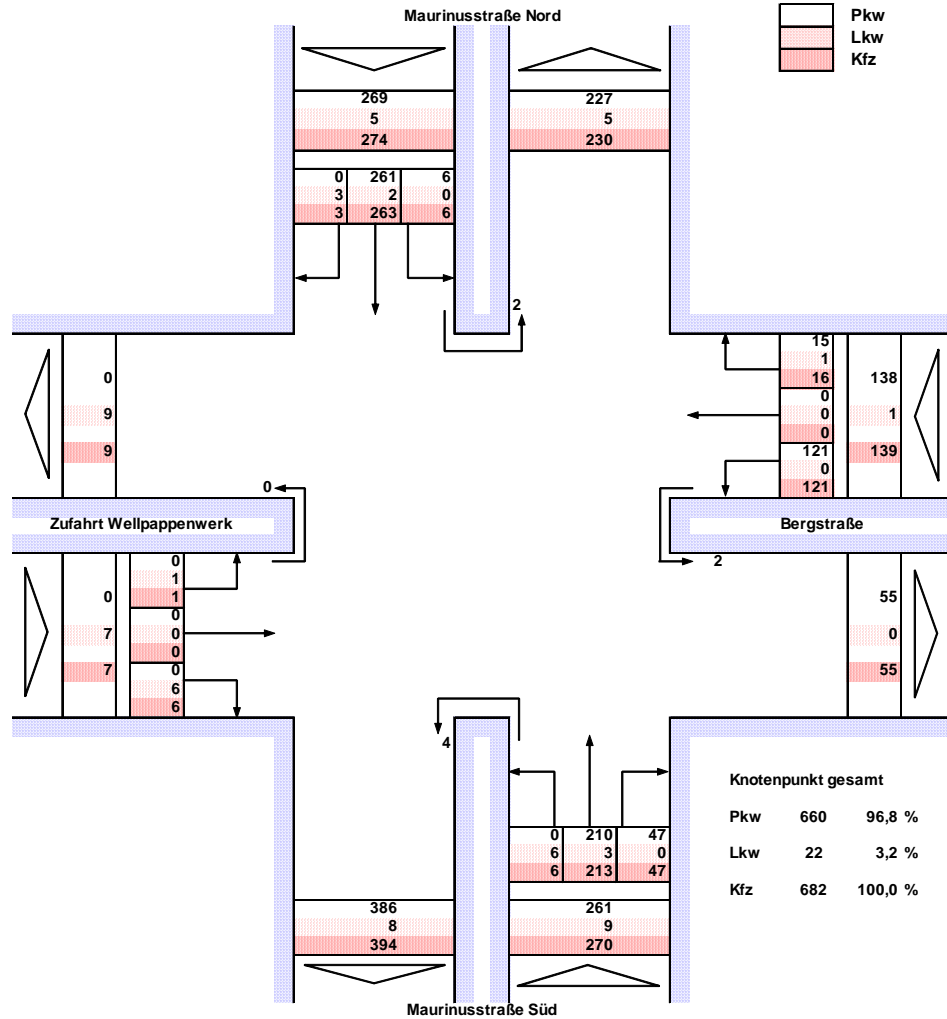 Maurinusstraße Nord
Pkw
Lkw
Kfz
269
5
274
227
5
230
0 261 6
3 2 0
3 263 6
2
0
9
9
15
1
16
0
0
0
121
0
121
138
1
139
0
Zufahrt Wellpappenwerk
Bergstraße
2
0
7
7
0
1
1
0
0
0
0
6
6
55
0
55
4
0 210 47
6 3 0
6 213 47
386
8
394
261
9
270
Knotenpunkt gesamt
Pkw 660 96,8 %
Lkw 22 3,2 %
Kfz 682 100,0 %
Maurinusstraße Süd